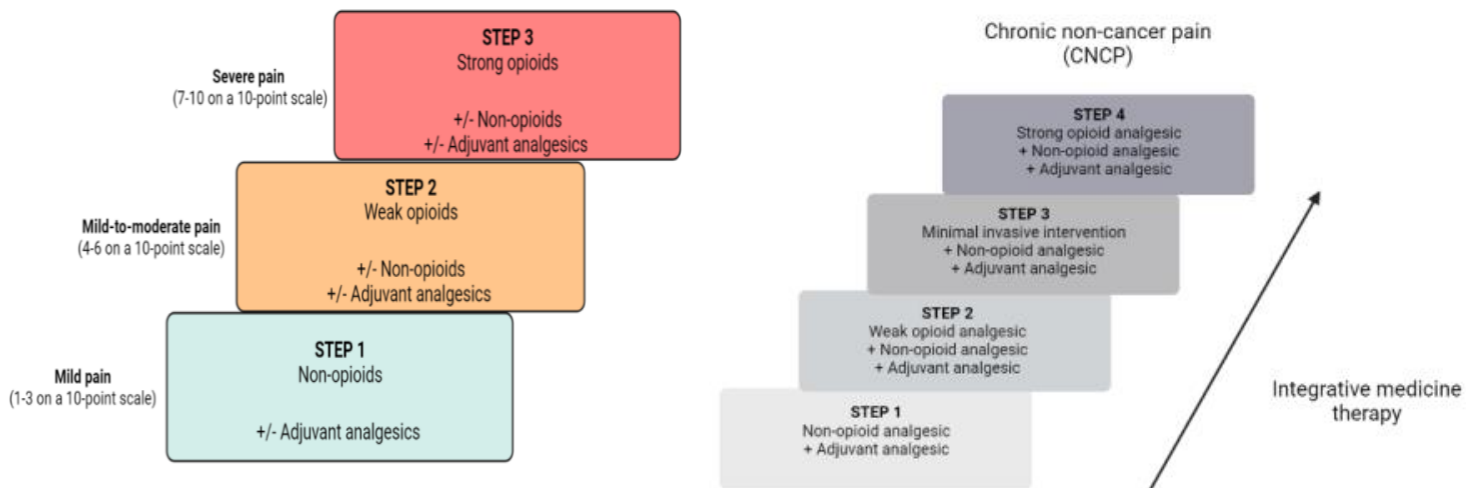 STEP 3
Strong opioids
+/- Non-opioids
+/- Adjuvant analgesics
Severe pain
(7-10 on a 10-point scale)
STEP 2
Weak opioids
+/- Non-opioids
+/- Adjuvant analgesics
Mild-to-moderate pain
(4-6 on a 10-point scale)
STEP 1
Non-opioids
+/- Adjuvant analgesics
Mild pain
(1-3 on a 10-point scale)
Chronic non-cancer pain
(CNCP)
STEP 4
Strong opioid analgesic
+ Non-opioid analgesic
+ Adjuvant analgesic
STEP 3
Minimal invasive intervention
+ Non-opioid analgesic
+ Adjuvant analgesic
STEP 2
Weak opioid analgesic
+ Non-opioid analgesic
+ Adjuvant analgesic
STEP 1
Non-opioid analgesic
+ Adjuvant analgesic
Integrative medicine
therapy